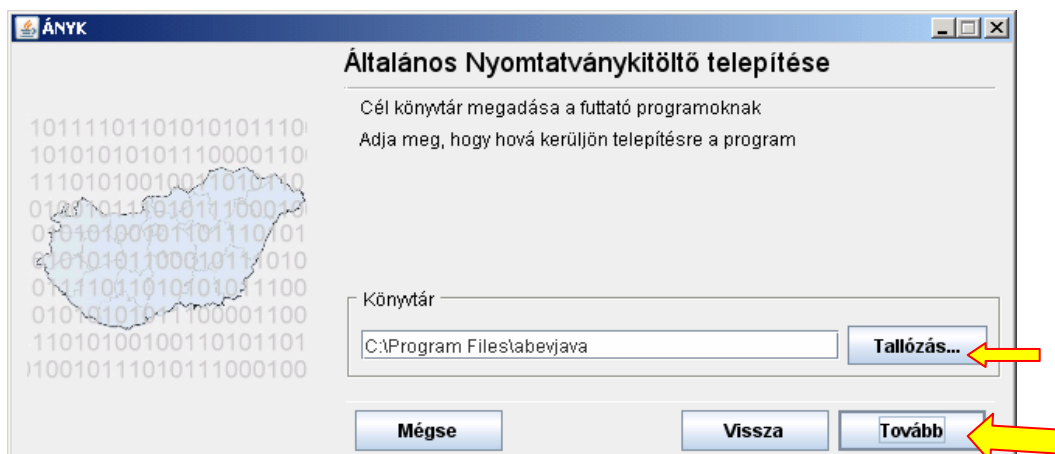 ÁNYK
Általános Nyomtatványkitöltő telepítése
Cél könyvtár megadása a futtató programoknak
Adja meg, hogy hová kerüljön telepítésre a program
Könyvtár
C:\Program Files\abevjava
Tallózás...
Mégse
Vissza
Tovább